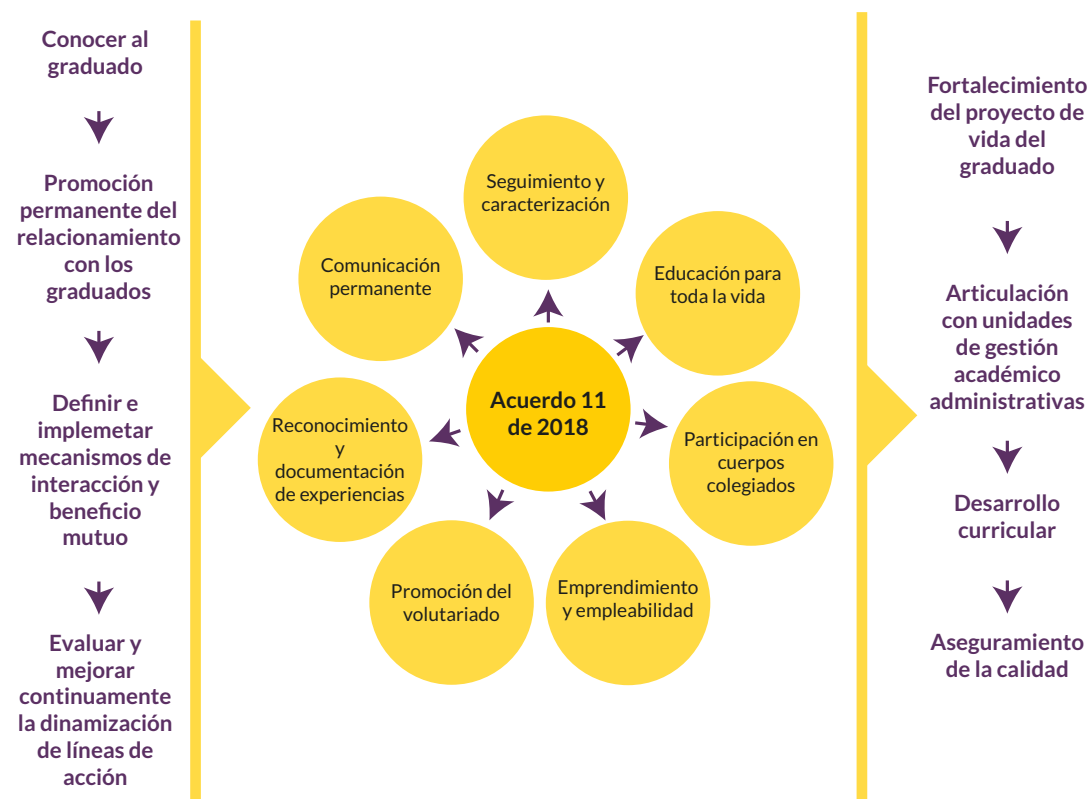 Conocer al
graduado
Promoción
permanente del
relacionamiento
con los
graduados
Definir e
implemetar
mecanismos de
interacción y
beneficio
mutuo
Evaluar y
mejorar
continuamente
la dinamización
de líneas de
acción
Seguimiento y
caracterización
Educación para
toda la vida
Participación en
cuerpos
colegiados
Emprendimiento
y empleabilidad
Promoción del
volutariado
Reconocimiento
y
documentación
de experiencias
Comunicación
permanente
Acuerdo 11
de 2018
Fortalecimiento
del proyecto de
vida del
graduado
Articulación
con unidades
de gestión
académico
administrativas
Desarrollo
curricular
Aseguramiento
de la calidad